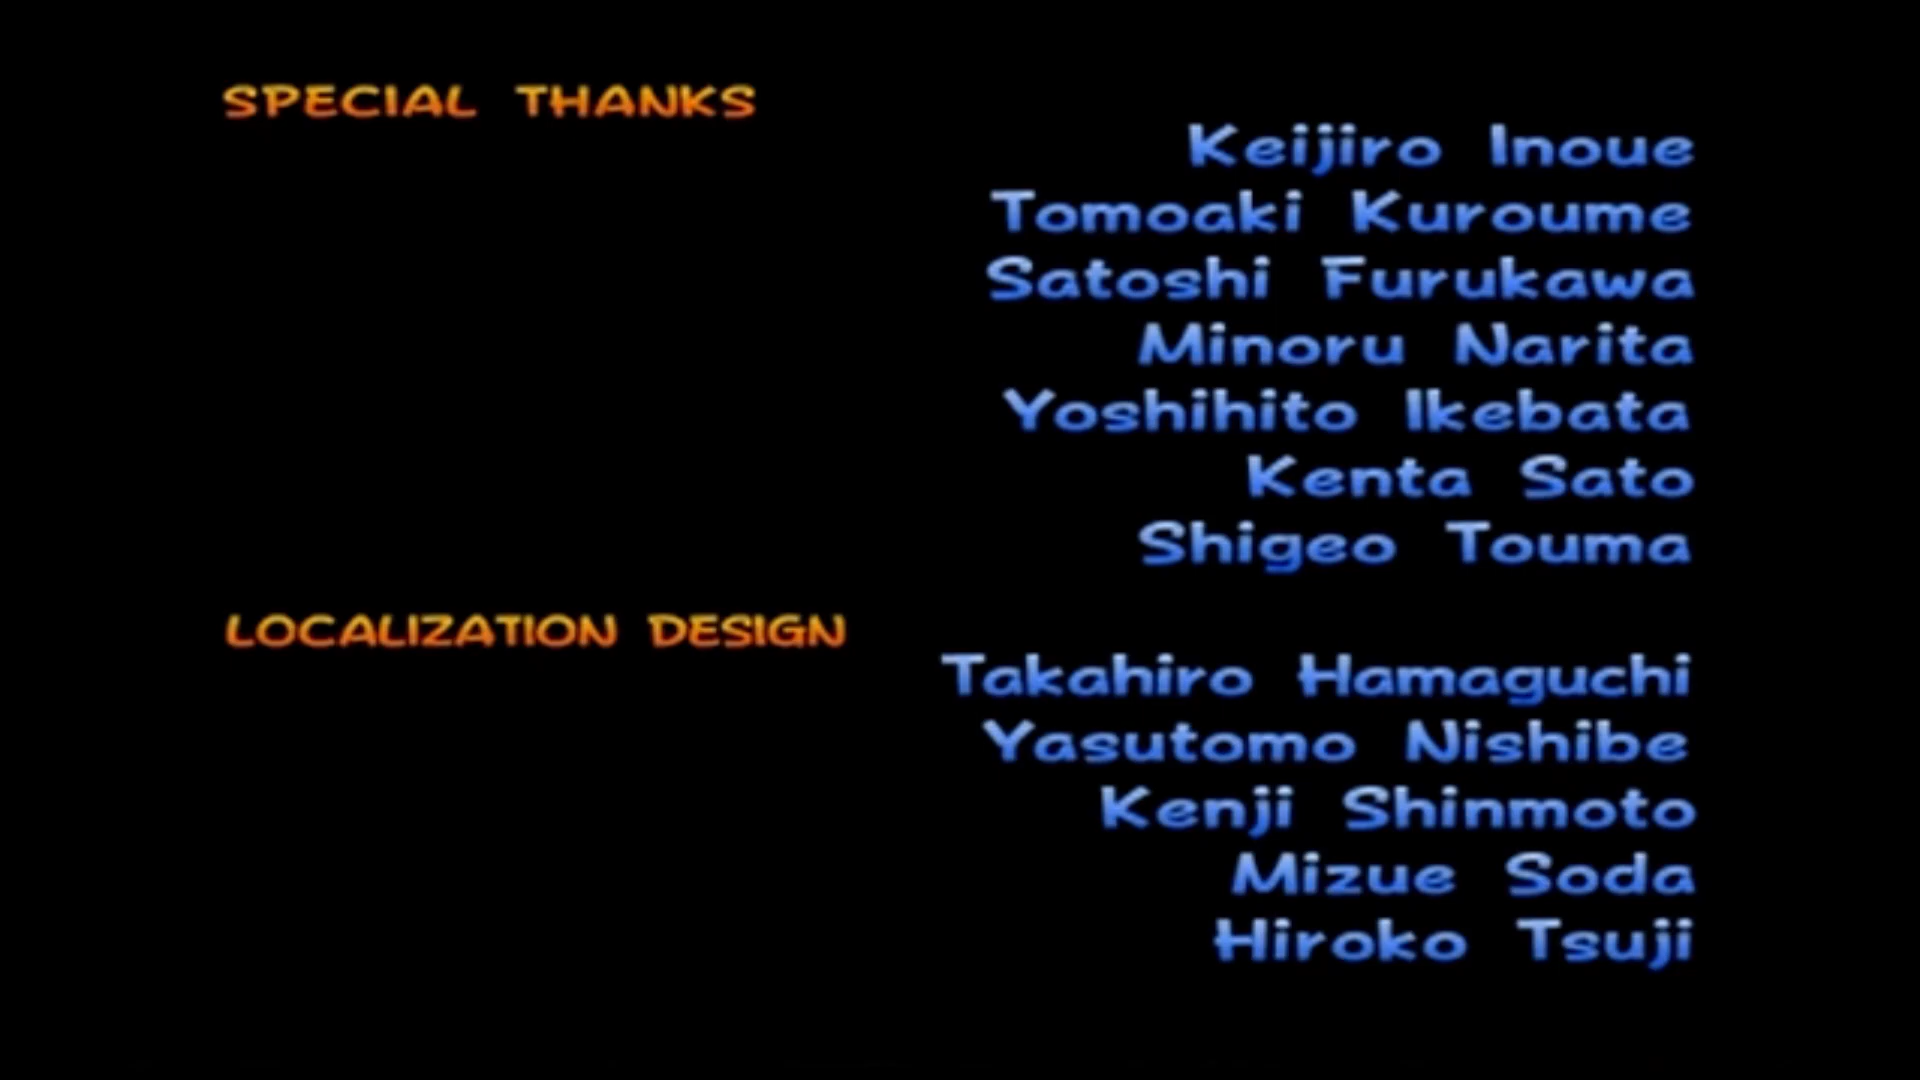 SPECIAL THANKS
Keijiro Inoue
Tomoaki Kuroume
Satoshi Furukawa
Minoru Narita
Yoshihito Ikebata
Kenta Sato
Shigeo Touma
LOCALIZATION DESIGN
Takahiro Hamaguchi
Yasutomo Nishibe
Kenji Shinmoto
Mizue Soda
Hiroko Tsuji